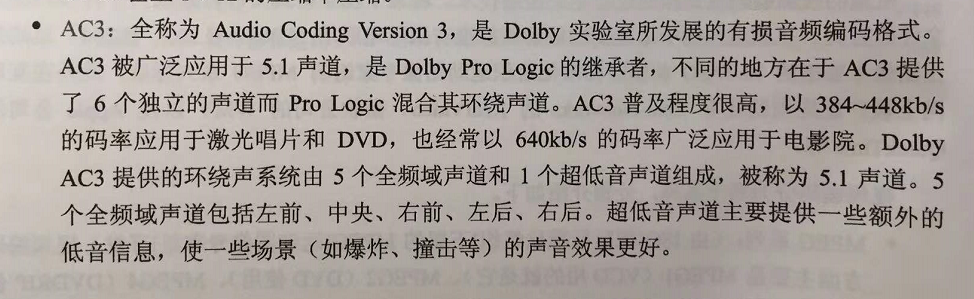 • AC3：全称为 Audio Coding Version 3，是 Dolby 实验室所发展的有损音频编码格式。
AC3 被广泛应用于 5.1 声道，是 Dolby Pro Logic 的继承者，不同的地方在于 AC3 提供
了 6 个独立的声道而 Pro Logic 混合其环绕声道。AC3 普及程度很高，以 384~448kb/s
的码率应用于激光唱片和 DVD，也经常以 640kb/s 的码率广泛应用于电影院。Dolby
AC3 提供的环绕声系统由 5 个全频域声道和 1 个超低音声道组成，被称为 5.1 声道。5
个全频域声道包括左前、中央、右前、左后、右后。超低音声道主要提供一些额外的
低音信息，使一些场景（如爆炸、撞击等）的声音效果更好。